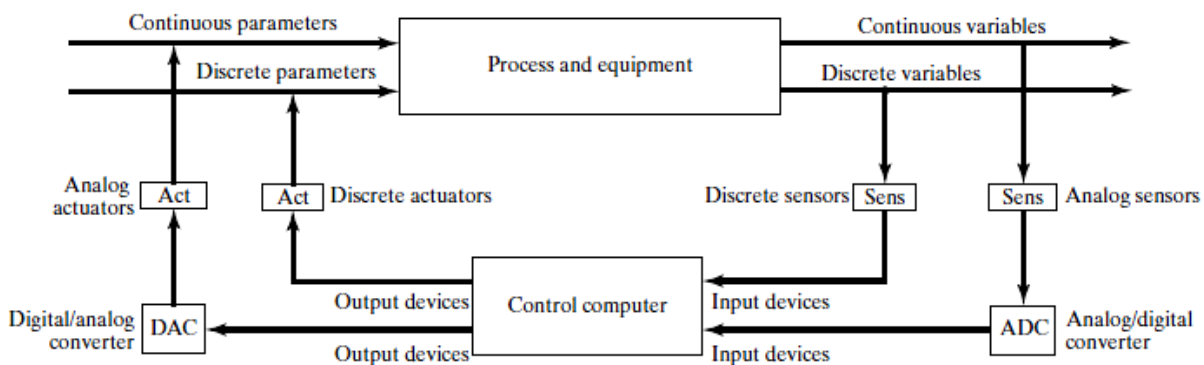 Continuous parameters
Continuous variables
Process and equipment
Discrete parameters
Discrete variables
Analog
actuators
Act
Act
Discrete actuators
Discrete sensors
Sens
Sens
Analog sensors
Output devices
Control computer
Input devices
Digital/analog
converter
DAC
Output devices
Input devices
ADC
Analog/digital
converter